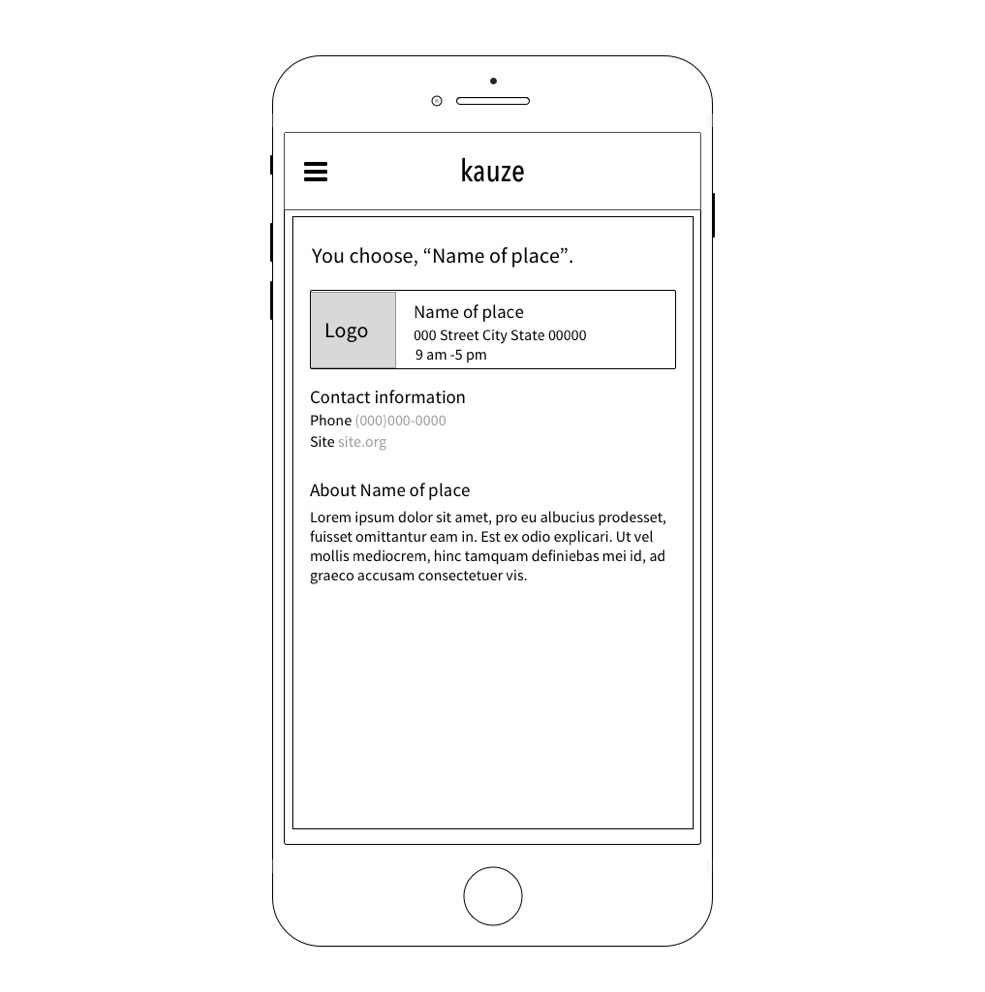 kauze
You choose, “Name of place”.
Logo
Name of place
000 Street City State 00000
9 am -5 pm
Contact information
Phone (000)000-0000
Site site.org
About Name of place
Lorem ipsum dolor sit amet, pro eu albucius prodesset,
fuisset omittantur eam in. Est ex odio explicari. Ut vel
mollis mediocrem, hinc tamquam definiebas mei id, ad
graeco accusam consectetuer vis.